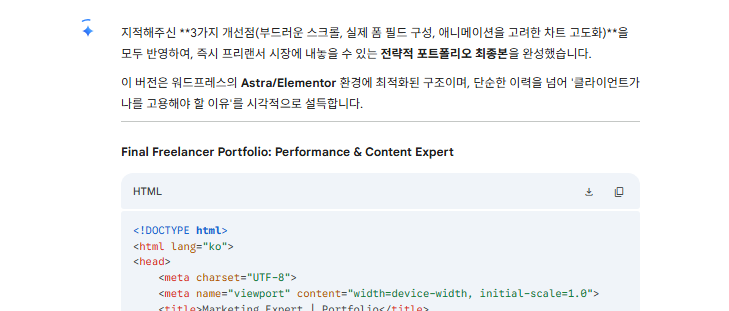 지적해주신 **3가지 개선점(부드러운 스크롤, 실제 폼 필드 구성, 애니메이션을 고려한 차트 고도화)**을
모두 반영하여, 즉시 프리랜서 시장에 내놓을 수 있는 전략적 포트폴리오 최종본을 완성했습니다.
이 버전은 워드프레스의 Astra/Elementor 환경에 최적화된 구조이며, 단순한 이력을 넘어 '클라이언트가
나를 고용해야 할 이유'를 시각적으로 설득합니다.
Final Freelancer Portfolio: Performance & Content Expert
HTML
<!DOCTYPE html>
<html lang="ko">
<head>
<meta charset="UTF-8">
<meta name="viewport" content="width=device-width, initial-scale=1.0">
<title>Marketing Expert | Portfolio</title>